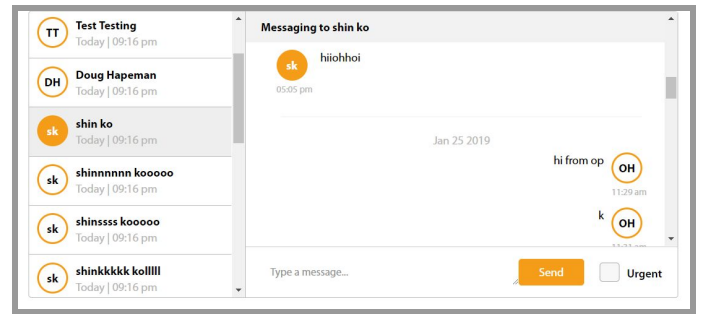 TT
Test Testing
Today | 09:16 pm
DH
Doug Hapeman
Today | 09:16 pm
sk
shin ko
Today | 09:16 pm
sk
shinnnnnn kooooo
Today | 09:16 pm
sk
shinssss kooooo
Today | 09:16 pm
sk
shinkkkkk kolllll
Today | 09:16 pm
Messaging to shin ko
sk
hiiohhoi
05:05 pm
Jan 25 2019
hi from op
OH
11:29 am
k
OH
Type a message...
Send
Urgent